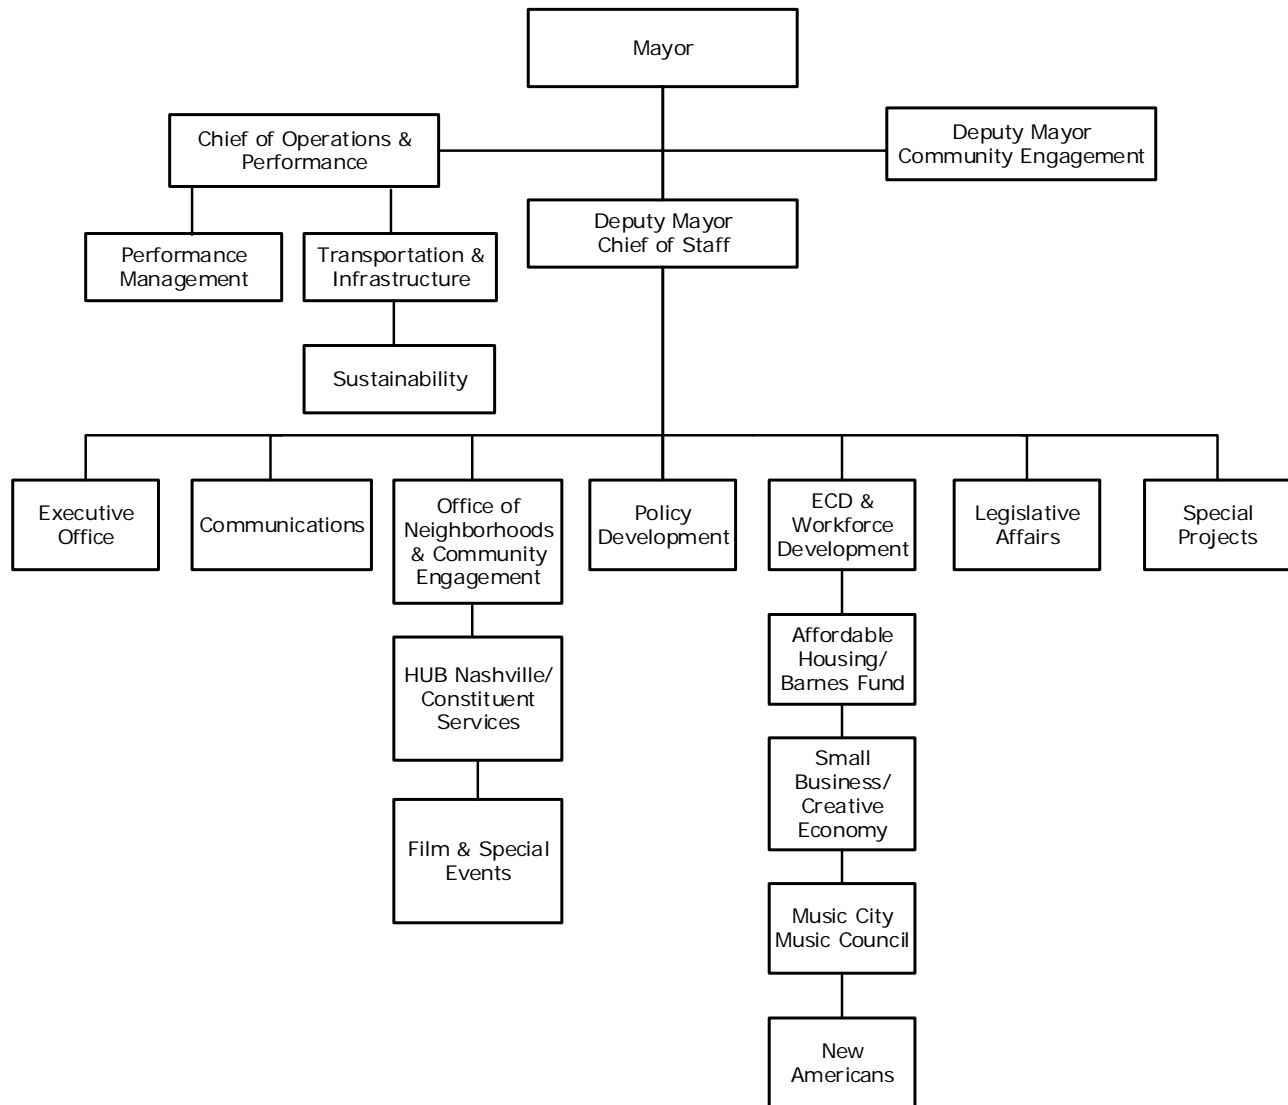 Mayor
Chief of Operations &
Performance
Deputy Mayor
Community Engagement
Deputy Mayor
Chief of Staff
Performance
Management
Transportation &
Infrastructure
Sustainability
Executive
Office
Communications
Office of
Neighborhoods
& Community
Engagement
Policy
Development
ECD &
Workforce
Development
Legislative
Affairs
Special
Projects
HUB Nashville/
Constituent
Services
Affordable
Housing/
Barnes Fund
Film & Special
Events
Small
Business/
Creative
Economy
Music City
Music Council
New
Americans